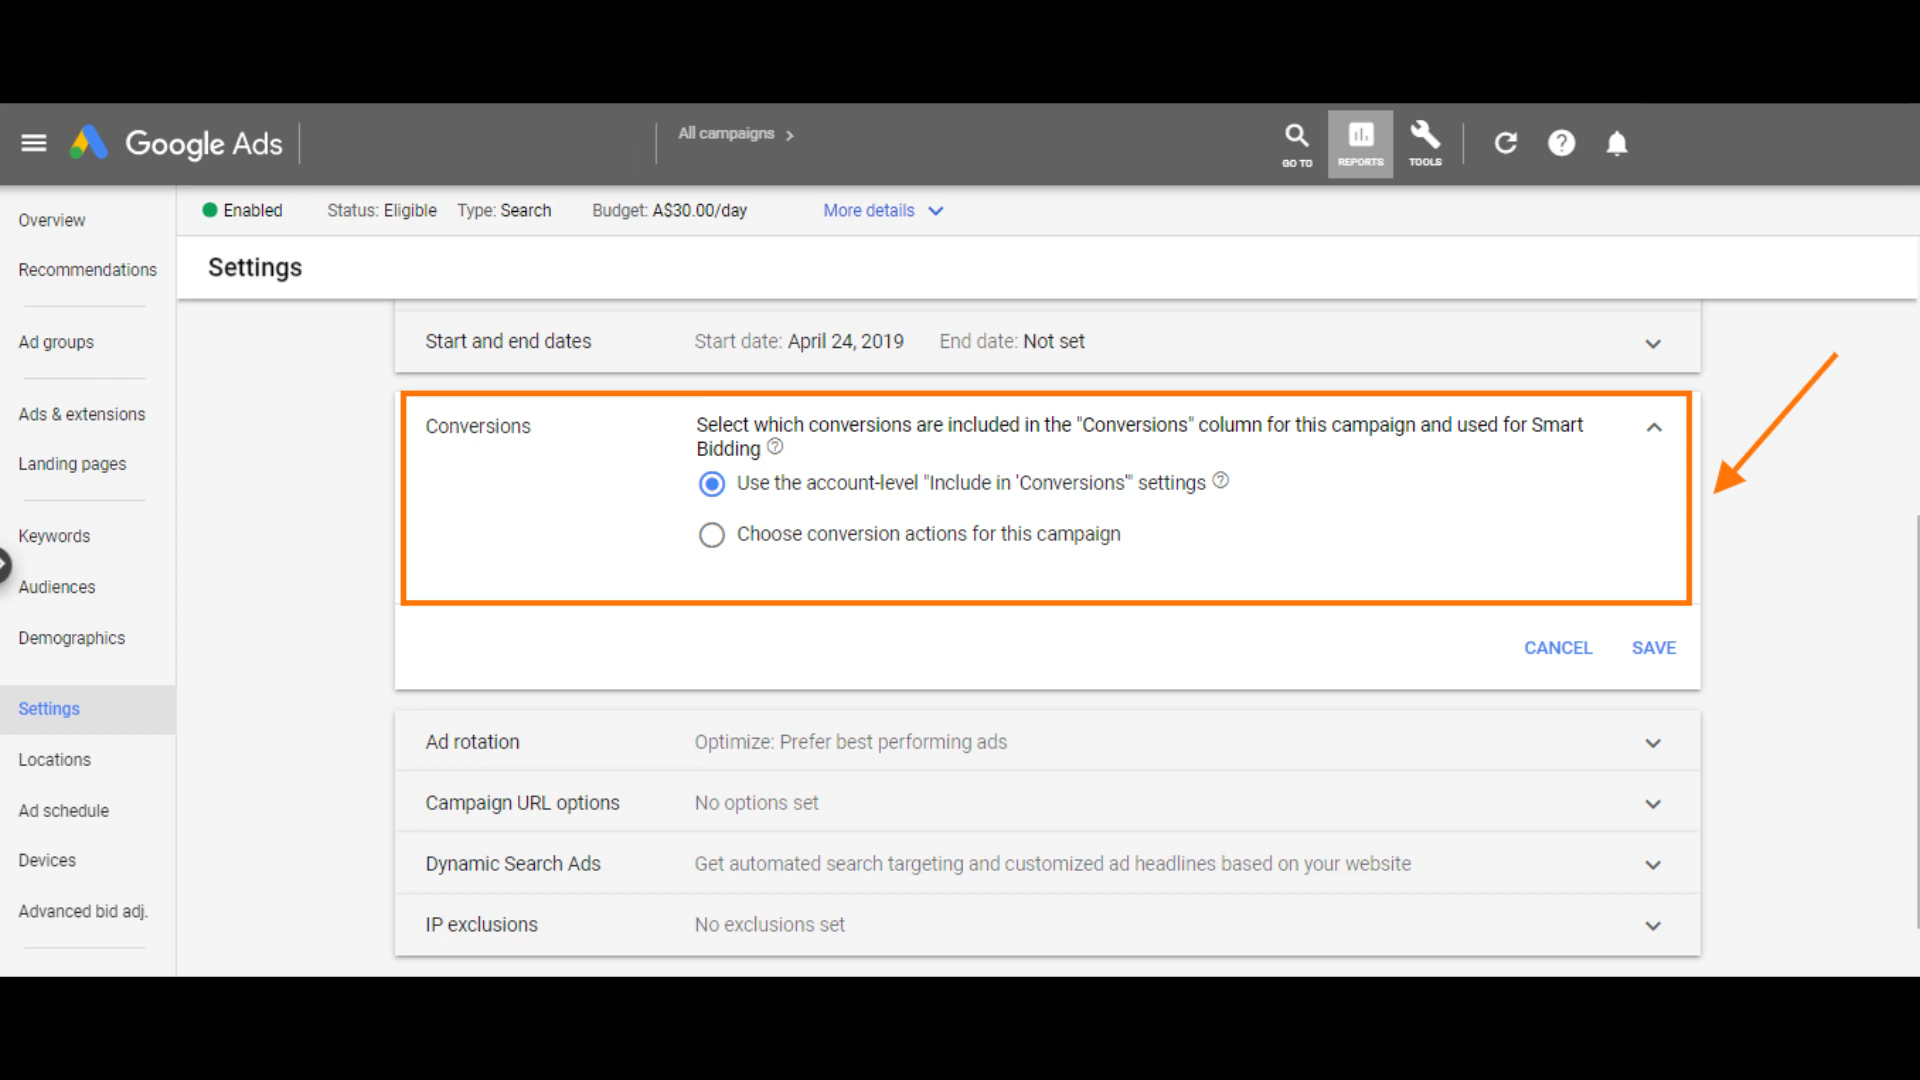 Google Ads
All campaigns
GO TO
REPORTS
TOOLS
Enabled
Status: Eligible
Type: Search
Budget: A$30.00/day
More details
Overview
Recommendations
Ad groups
Ads & extensions
Landing pages
Keywords
Audiences
Demographics
Settings
Locations
Ad schedule
Devices
Advanced bid adj.
Settings
Start and end dates
Start date: April 24, 2019
End date: Not set
Conversions
Select which conversions are included in the "Conversions" column for this campaign and used for Smart
Bidding
Use the account-level "Include in 'Conversions'" settings
Choose conversion actions for this campaign
CANCEL
SAVE
Ad rotation
Optimize: Prefer best performing ads
Campaign URL options
No options set
Dynamic Search Ads
Get automated search targeting and customized ad headlines based on your website
IP exclusions
No exclusions set